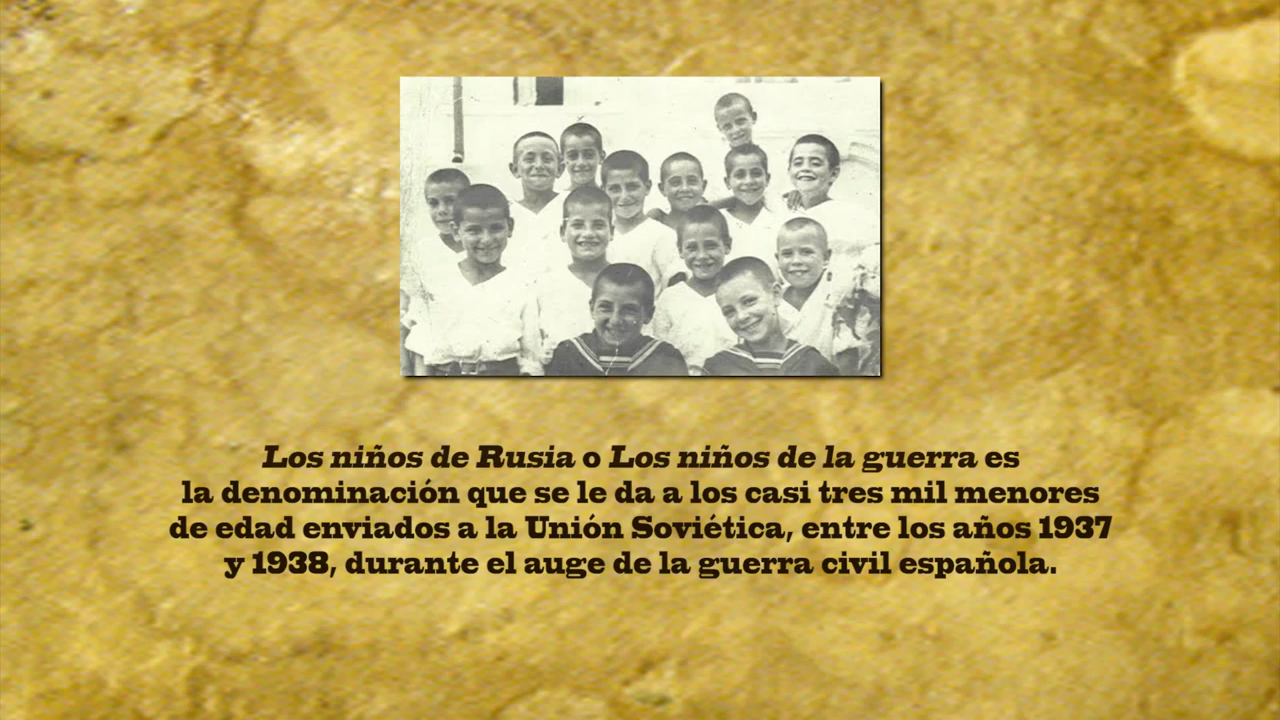 Los niños de Rusia o Los niños de la guerra es
la denominación que se le da a los casi tres mil menores
de edad enviados a la Unión Soviética, entre los años 1937
y 1938, durante el auge de la guerra civil española.